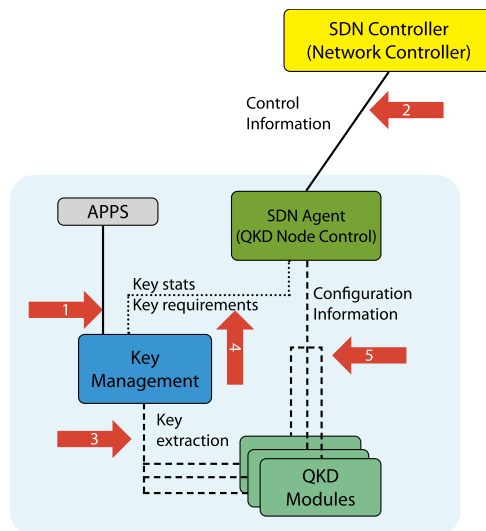 SDN Controller
(Network Controller)
Control
Information
2
APPS
SDN Agent
(QKD Node Control)
Key stats
Key requirements
Configuration
Information
1
4
5
Key
Management
3
Key
extraction
QKD
Modules